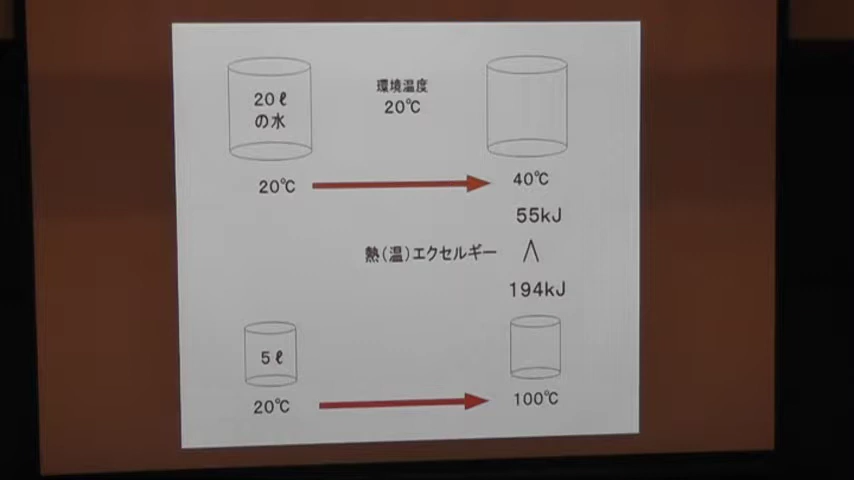 20ℓ
の水
環境温度
20℃
20℃
40℃
55kJ
熱(温)エクセルギー
∧
194kJ
5ℓ
20℃
100℃